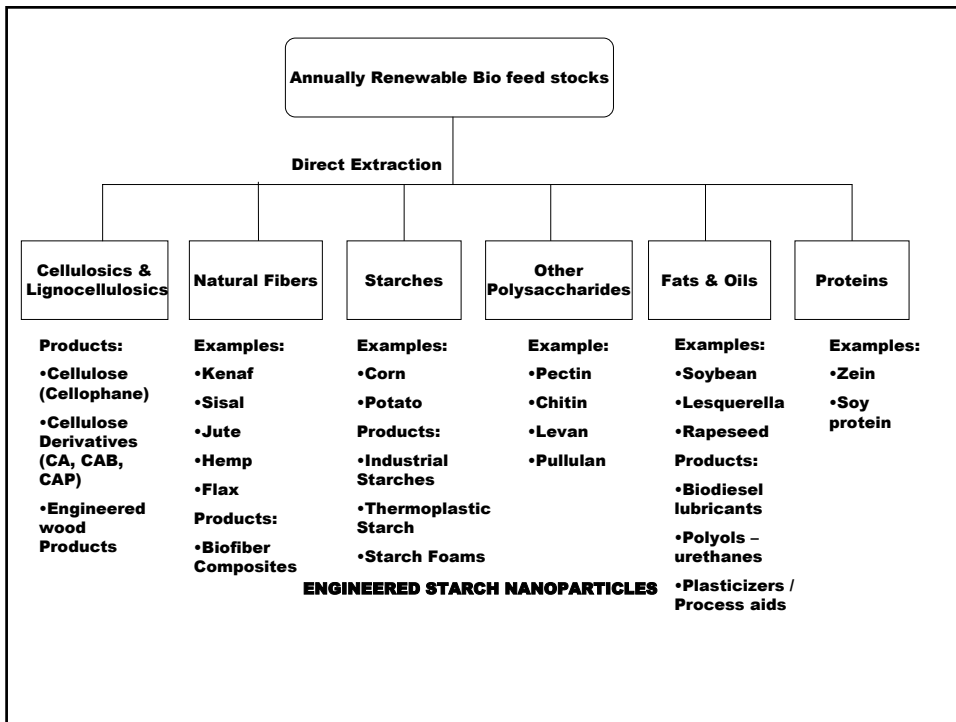 Annually Renewable Bio feed stocks
Direct Extraction
Cellulosics &
Lignocellulosics
Products:
•Cellulose
(Cellophane)
•Cellulose
Derivatives
(CA, CAB,
CAP)
•Engineered
wood
Products
Natural Fibers
Examples:
•Kenaf
•Sisal
•Jute
•Hemp
•Flax
Products:
•Biofiber
Composites
Starches
Examples:
•Corn
•Potato
Products:
•Industrial
Starches
•Thermoplastic
Starch
•Starch Foams
ENGINEERED STARCH NANOPARTICLES
Other
Polysaccharides
Example:
•Pectin
•Chitin
•Levan
•Pullulan
Fats & Oils
Examples:
•Soybean
•Lesquerella
•Rapeseed
Products:
•Biodiesel
lubricants
•Polyols –
urethanes
•Plasticizers /
Process aids
Proteins
Examples:
•Zein
•Soy
protein